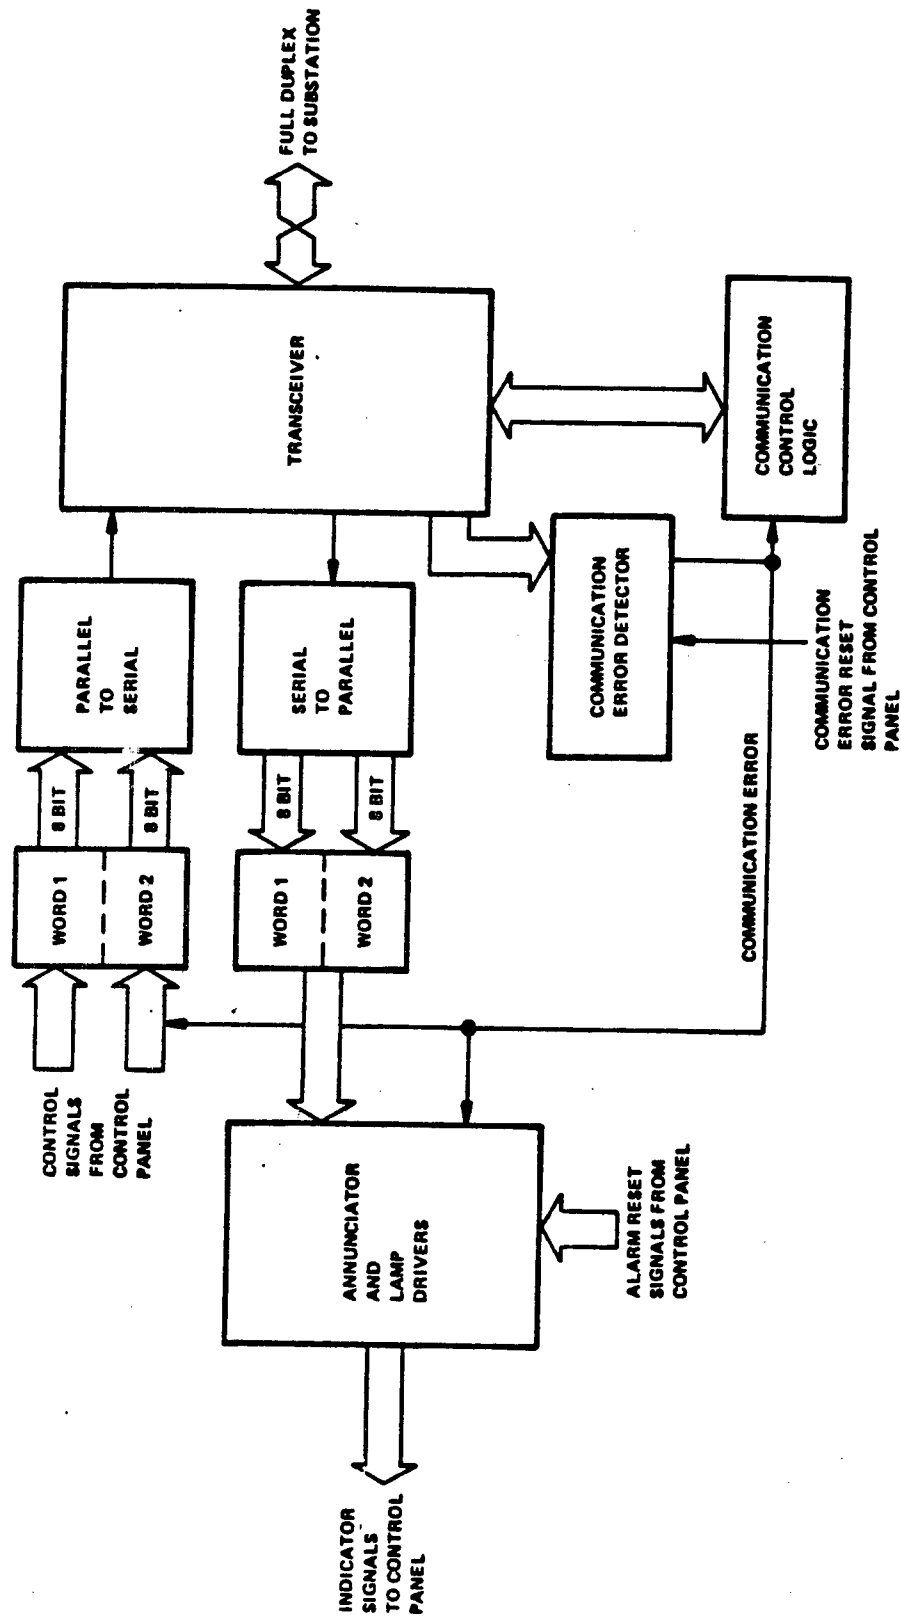 CONTROL
SIGNALS
FROM
CONTROL
PANEL
WORD 1
WORD 2
8 BIT
8 BIT
PARALLEL
TO
SERIAL
TRANSCEIVER
FULL DUPLEX
TO SUBSTATION
INDICATOR
SIGNALS
TO CONTROL
PANEL
ANNUNCIATOR
AND
LAMP
DRIVERS
WORD 1
WORD 2
8 BIT
8 BIT
SERIAL
TO
PARALLEL
ALARM RESET
SIGNALS FROM
CONTROL PANEL
COMMUNICATION
ERROR DETECTOR
COMMUNICATION ERROR
COMMUNICATION
ERROR RESET
SIGNAL FROM CONTROL
PANEL
COMMUNICATION
CONTROL
LOGIC